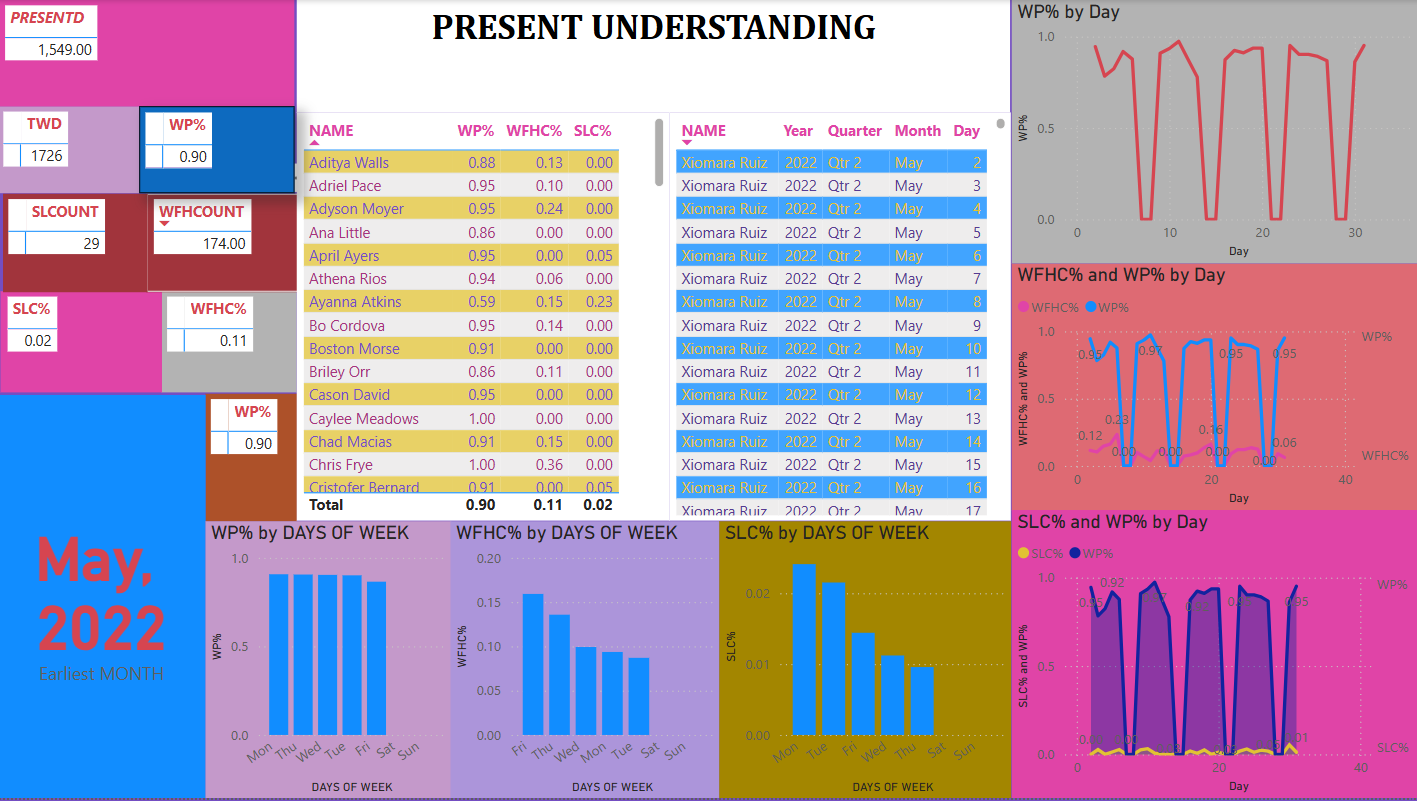 PRESENTD
1,549.00
TWD
1726
WP%
0.90
SLCOUNT
29
WFHCOUNT
174.00
SLC%
0.02
WFHC%
0.11
WP%
0.90
May,
2022
Earliest MONTH
PRESENT UNDERSTANDING
NAME WP% WFHC% SLC%
Aditya Walls 0.88 0.13 0.00
Adriel Pace 0.95 0.10 0.00
Adyson Moyer 0.95 0.24 0.00
Ana Little 0.86 0.00 0.00
April Ayers 0.95 0.00 0.05
Athena Rios 0.94 0.06 0.00
Ayanna Atkins 0.59 0.15 0.23
Bo Cordova 0.95 0.14 0.00
Boston Morse 0.91 0.00 0.00
Briley Orr 0.86 0.11 0.00
Cason David 0.95 0.00 0.00
Caylee Meadows 1.00 0.00 0.00
Chad Macias 0.91 0.15 0.00
Chris Frye 1.00 0.36 0.00
Cristofer Bernard 0.91 0.00 0.05
Total 0.90 0.11 0.02
NAME Year Quarter Month Day
Xiomara Ruiz 2022 Qtr 2 May 2
Xiomara Ruiz 2022 Qtr 2 May 3
Xiomara Ruiz 2022 Qtr 2 May 4
Xiomara Ruiz 2022 Qtr 2 May 5
Xiomara Ruiz 2022 Qtr 2 May 6
Xiomara Ruiz 2022 Qtr 2 May 7
Xiomara Ruiz 2022 Qtr 2 May 8
Xiomara Ruiz 2022 Qtr 2 May 9
Xiomara Ruiz 2022 Qtr 2 May 10
Xiomara Ruiz 2022 Qtr 2 May 11
Xiomara Ruiz 2022 Qtr 2 May 12
Xiomara Ruiz 2022 Qtr 2 May 13
Xiomara Ruiz 2022 Qtr 2 May 14
Xiomara Ruiz 2022 Qtr 2 May 15
Xiomara Ruiz 2022 Qtr 2 May 16
Xiomara Ruiz 2022 Qtr 2 May 17
WP% by DAYS OF WEEK
WP%
1.0
0.5
0.0
Mon Thu Wed Tue Fri Sat Sun
DAYS OF WEEK
WFHC% by DAYS OF WEEK
WFHC%
0.20
0.15
0.10
0.05
0.00
Fri Thu Wed Mon Tue Sat Sun
DAYS OF WEEK
SLC% by DAYS OF WEEK
SLC%
0.02
0.01
0.00
Mon Tue Fri Wed Thu Sat Sun
DAYS OF WEEK
WP% by Day
WP%
1.0
0.5
0.0
0 10 20 30
Day
WFHC% and WP% by Day
WFHC% WP%
WFHC% and WP%
1.0
0.5
0.0
WP%
0.95 0.97 0.95 0.95
0.23 0.16
0.12 0.06
0.00 0.00 0.00 0.00
WFHC%
0 20 40
Day
SLC% and WP% by Day
SLC% WP%
SLC% and WP%
1.0
0.5
0.0
WP%
0.92
0.95 0.95
SLC%
0 20 40
Day